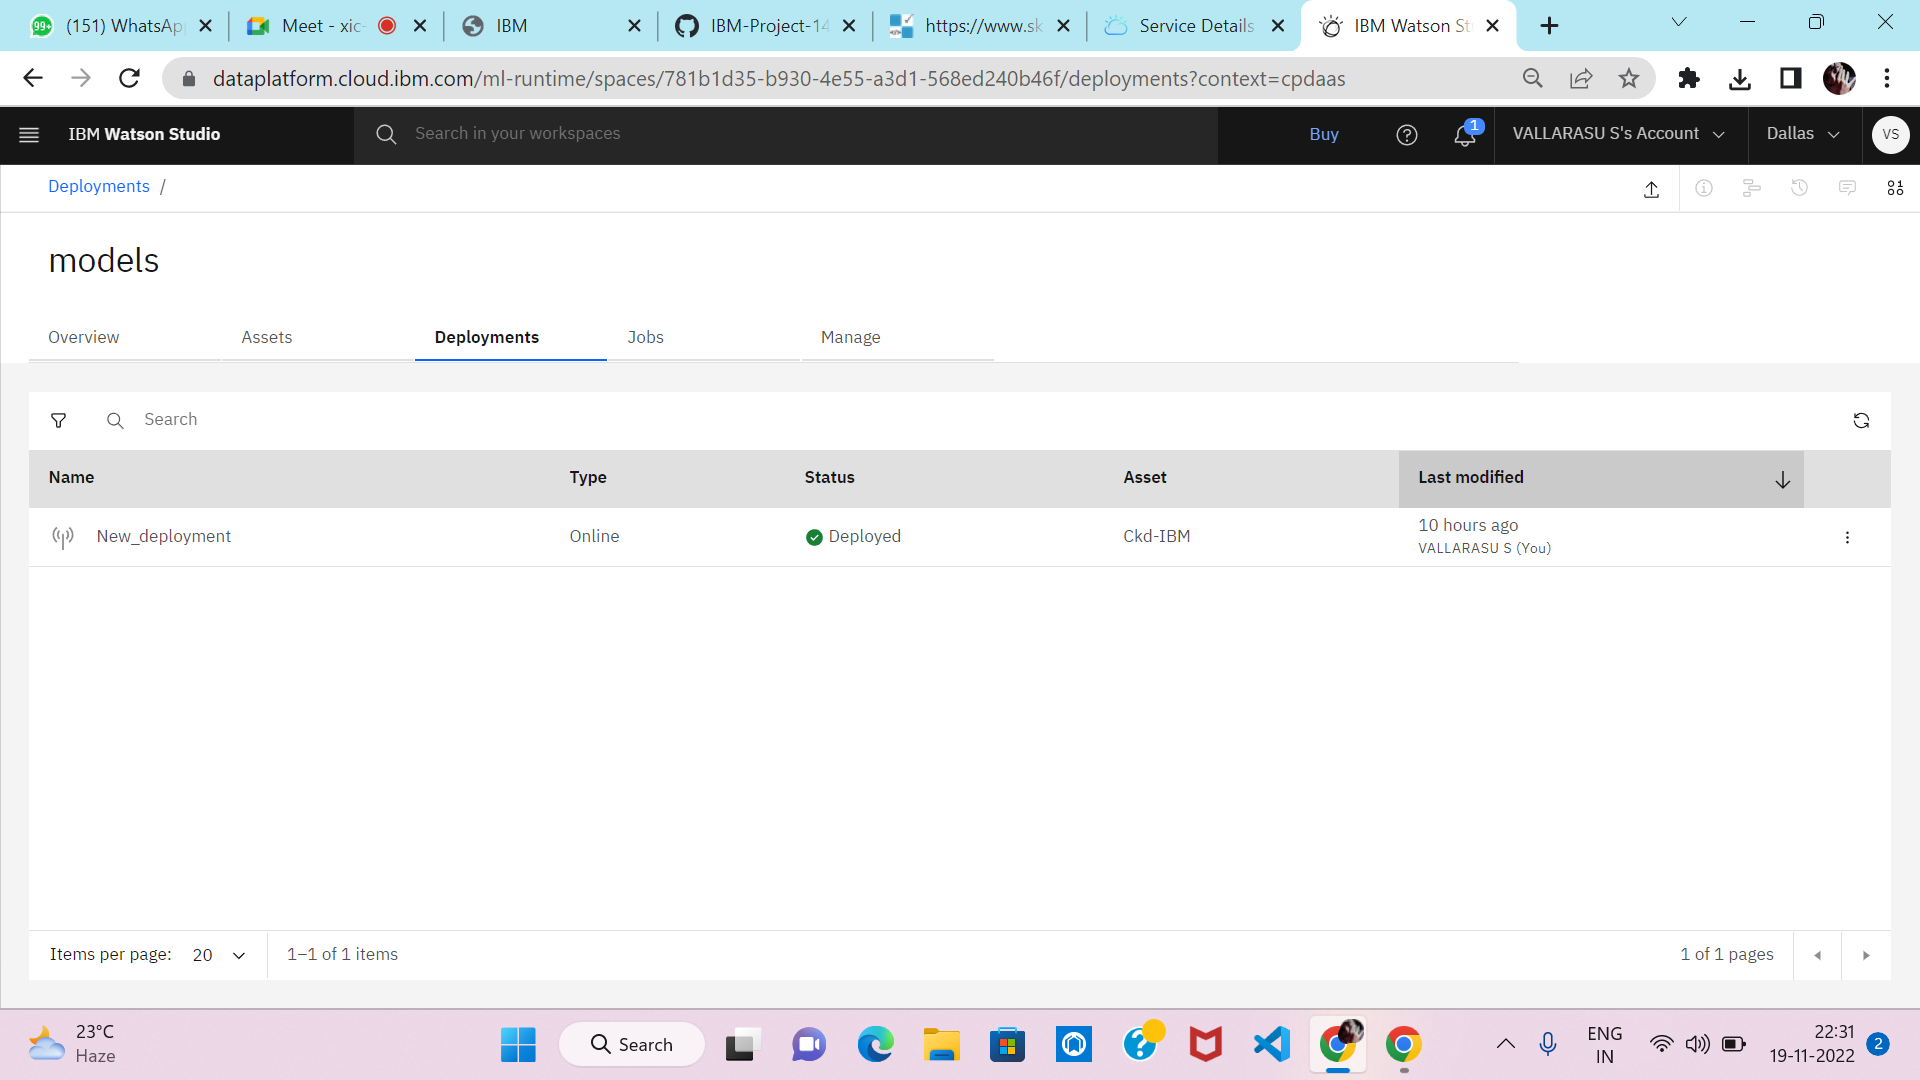 99+ (151) WhatsAp
Meet - xic-
IBM
IBM-Project-14
https://www.sk
Service Details
IBM Watson St
dataplatform.cloud.ibm.com/ml-runtime/spaces/781b1d35-b930-4e55-a3d1-568ed240b46f/deployments?context=cpdaas
IBM Watson Studio
Search in your workspaces
Buy
1
VALLARASU S's Account
Dallas
VS
Deployments /
models
Overview
Assets
Deployments
Jobs
Manage
Search
Name Type Status Asset Last modified
New_deployment Online Deployed Ckd-IBM 10 hours ago
VALLARASU S (You)
Items per page: 20 1–1 of 1 items 1 of 1 pages
23°C
Haze
Search
ENG
IN
22:31
19-11-2022
2